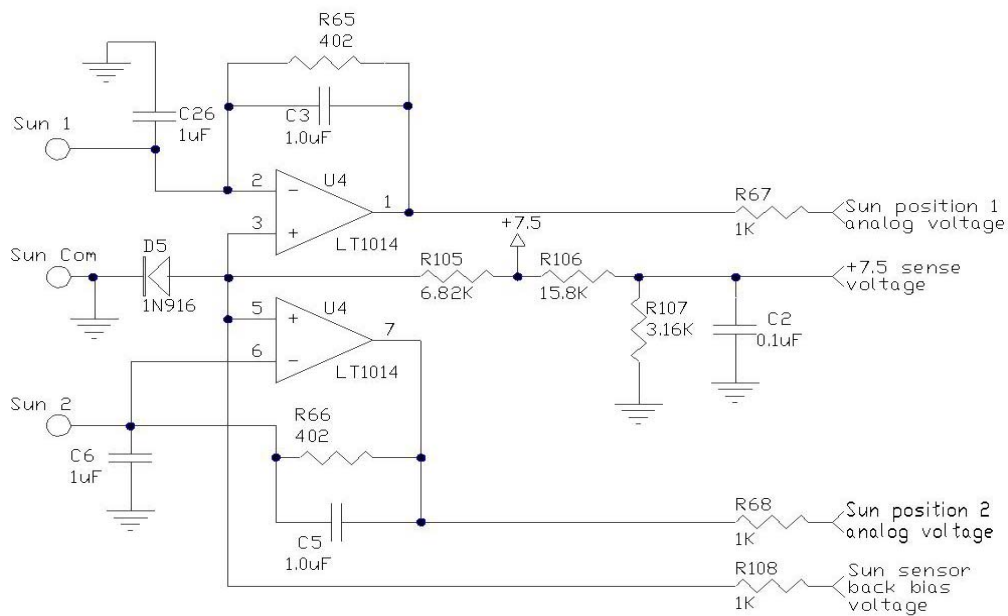 R65
402
C26
1uF
C3
1.0uF
Sun 1
2
−
U4
1
3
+
LT1014
R67
1K
Sun position 1
analog voltage
+7.5
Sun Com
D5
1N916
R105
6.82K
R106
15.8K
+7.5 sense
voltage
5
+
U4
7
6
−
LT1014
R107
3.16K
C2
0.1uF
Sun 2
R66
402
C6
1uF
C5
1.0uF
R68
1K
Sun position 2
analog voltage
R108
1K
Sun sensor
back bias
voltage